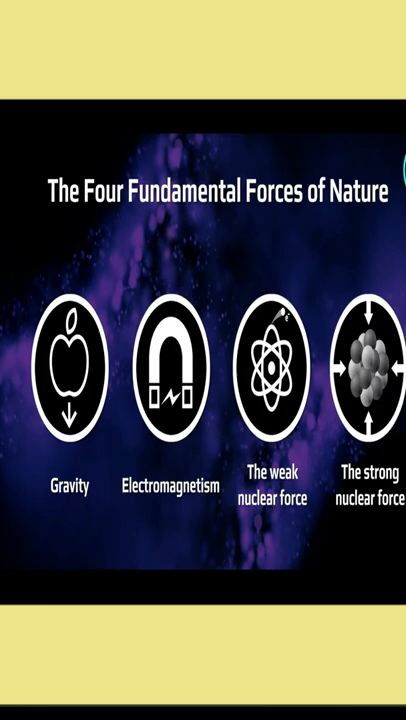 The Four Fundamental Forces of Nature
e⁻
Gravity
Electromagnetism
The weak
nuclear force
The strong
nuclear force